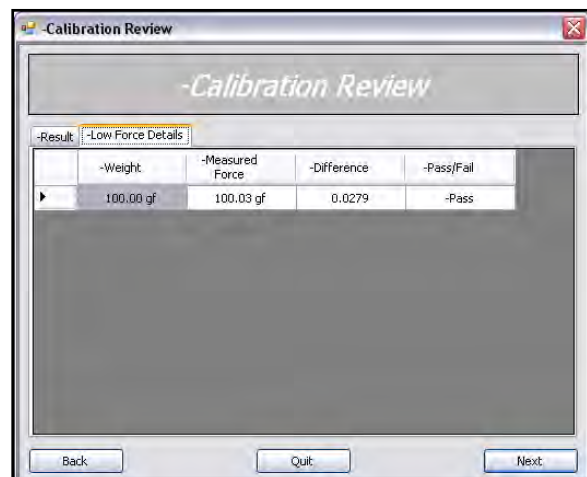 -Calibration Review
-Calibration Review
-Result -Low Force Details
-Weight -Measured Force -Difference -Pass/Fail
100.00 gf 100.03 gf 0.0279 -Pass
Back Quit Next